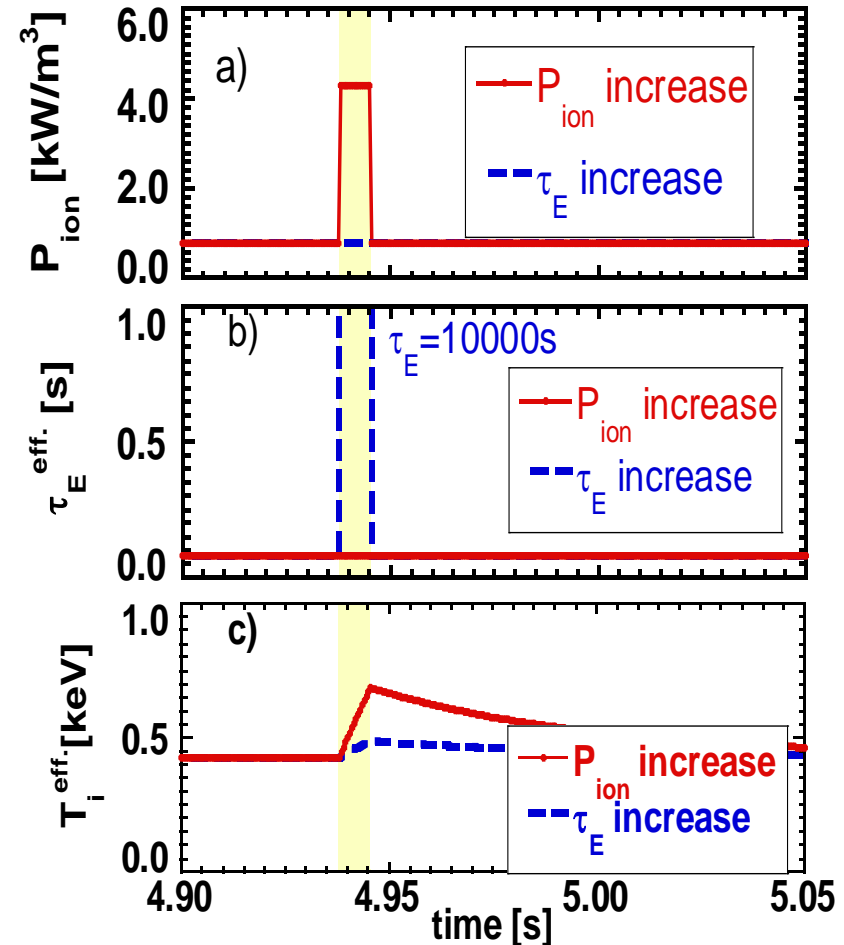 a)
P_ion [kW/m^3]
6.0
4.0
2.0
0.0
P_ion increase
τ_E increase
b)
τ_E^eff. [s]
1.0
0.5
0.0
τ_E=10000s
P_ion increase
τ_E increase
c)
T_i^eff.[keV]
1.0
0.5
0.0
P_ion increase
τ_E increase
4.90 4.95 5.00 5.05
time [s]